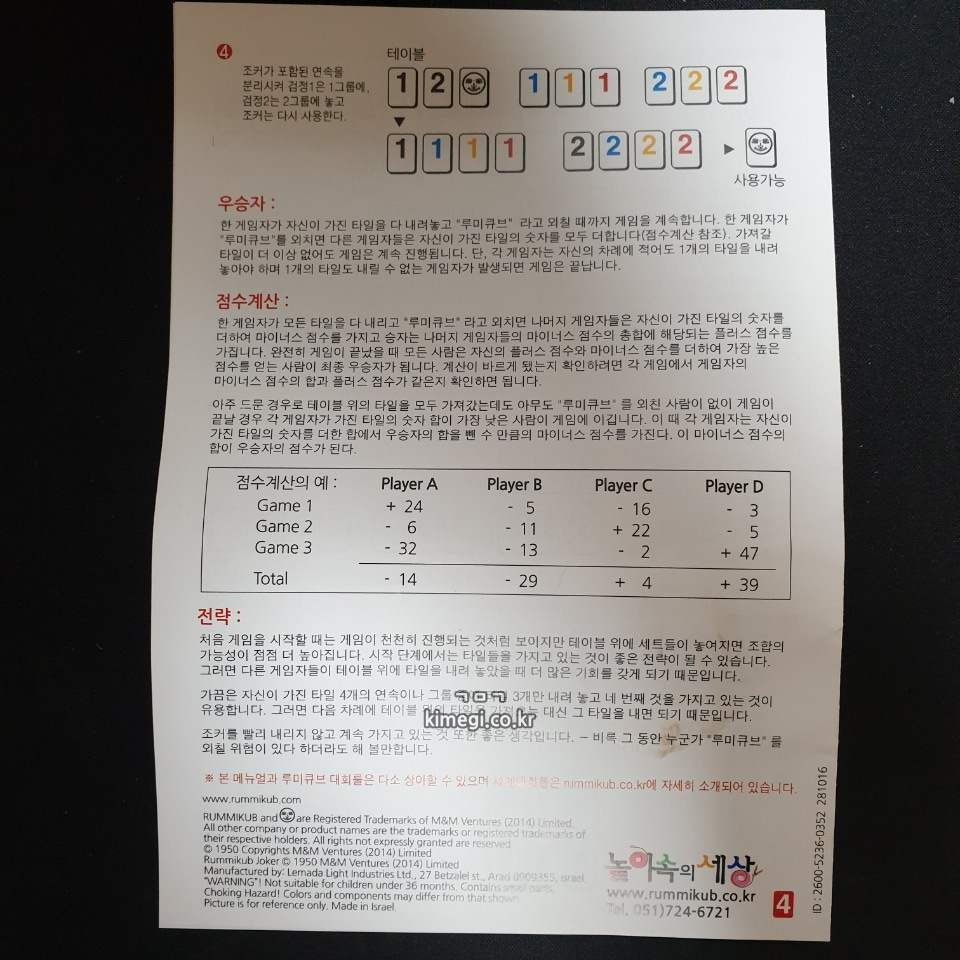 4
테이블
조커가 포함된 연속을
분리시켜 검정1은 1그룹에,
검정2는 2그룹에 놓고
조커는 다시 사용한다.
1 2 1 1 1 2 2 2
1 1 1 1 2 2 2 2
사용가능
우승자 :
한 게임자가 자신이 가진 타일을 다 내려놓고 "루미큐브" 라고 외칠 때까지 게임을 계속합니다. 한 게임자가
"루미큐브"를 외치면 다른 게임자들은 자신이 가진 타일의 숫자를 모두 더합니다(점수계산 참조). 가져갈
타일이 더 이상 없어도 게임은 계속 진행됩니다. 단, 각 게임자는 자신의 차례에 적어도 1개의 타일을 내려
놓아야 하며 1개의 타일도 내릴 수 없는 게임자가 발생되면 게임은 끝납니다.
점수계산 :
한 게임자가 모든 타일을 다 내리고 "루미큐브" 라고 외치면 나머지 게임자들은 자신이 가진 타일의 숫자를
더하여 마이너스 점수를 가지고 승자는 나머지 게임자들의 마이너스 점수의 총합에 해당되는 플러스 점수를
가집니다. 완전히 게임이 끝났을 때 모든 사람은 자신의 플러스 점수와 마이너스 점수를 더하여 가장 높은
점수를 얻는 사람이 최종 우승자가 됩니다. 계산이 바르게 됐는지 확인하려면 각 게임에서 게임자의
마이너스 점수의 합과 플러스 점수가 같은지 확인하면 됩니다.
아주 드문 경우로 테이블 위의 타일을 모두 가져갔는데도 아무도 "루미큐브" 를 외친 사람이 없이 게임이
끝날 경우 각 게임자가 가진 타일의 숫자 합이 가장 낮은 사람이 게임에 이깁니다. 이 때 각 게임자는 자신이
가진 타일의 숫자를 더한 합에서 우승자의 합을 뺀 수 만큼의 마이너스 점수를 가진다. 이 마이너스 점수의
합이 우승자의 점수가 된다.
점수계산의 예 : Player A Player B Player C Player D
Game 1 + 24 - 5 - 16 - 3
Game 2 - 6 - 11 + 22 - 5
Game 3 - 32 - 13 - 2 + 47
Total - 14 - 29 + 4 + 39
전략 :
처음 게임을 시작할 때는 게임이 천천히 진행되는 것처럼 보이지만 테이블 위에 세트들이 놓여지면 조합의
가능성이 점점 더 높아집니다. 시작 단계에서는 타일들을 가지고 있는 것이 좋은 전략이 될 수 있습니다.
그러면 다른 게임자들이 테이블 위에 타일을 내려 놓았을 때 더 많은 기회를 갖게 되기 때문입니다.
가끔은 자신이 가진 타일 4개의 연속이나 그룹 3개만 내려 놓고 네 번째 것을 가지고 있는 것이
유용합니다. 그러면 다음 차례에 테이블 위의 타일을 가져오는 대신 그 타일을 내면 되기 때문입니다.
ㄱㅁㄱ
kimegi.co.kr
조커를 빨리 내리지 않고 계속 가지고 있는 것 또한 좋은 생각입니다. – 비록 그 동안 누군가 "루미큐브" 를
외칠 위험이 있다 하더라도 해 볼만합니다.
※ 본 메뉴얼과 루미큐브 대회룰은 다소 상이할 수 있으며 rummikub.co.kr에 자세히 소개되어 있습니다.
www.rummikub.com
RUMMIKUB and are Registered Trademarks of M&M Ventures (2014) Limited.
All other company or product names are the trademarks or registered trademarks of
their respective holders. All rights not expressly granted are reserved
© 1950 Copyrights M&M Ventures (2014) Limited
Rummikub Joker © 1950 M&M Ventures (2014) Limited
Manufactured by: Lemada Light Industries Ltd., 27 Betzalel st., Arad 0909355, Israel
"WARNING"! Not suitable for children under 36 months. Contains small parts.
Choking Hazard! Colors and components may differ from that shown.
Picture is for reference only. Made in Israel.
놀이속의세상
www.rummikub.co.kr
Tel. 051)724-6721
4
ID : 2600-5236-0352 281016